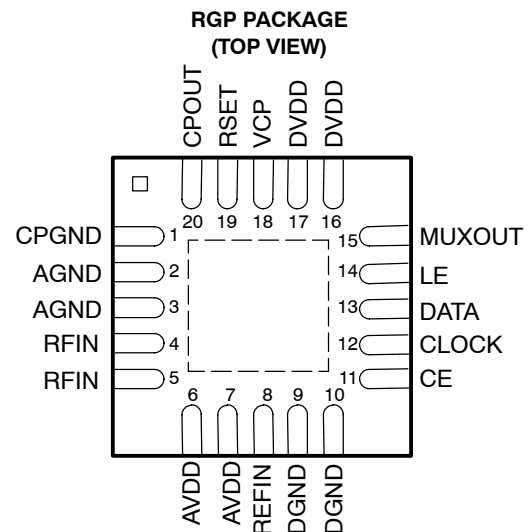 RGP PACKAGE
(TOP VIEW)
CPOUT
RSET
VCP
DVDD
DVDD
20 19 18 17 16
CPGND 1
AGND 2
AGND 3
RFIN 4
RFIN 5
15 MUXOUT
14 LE
13 DATA
12 CLOCK
11 CE
6 7 8 9 10
AVDD
AVDD
REFIN
DGND
DGND